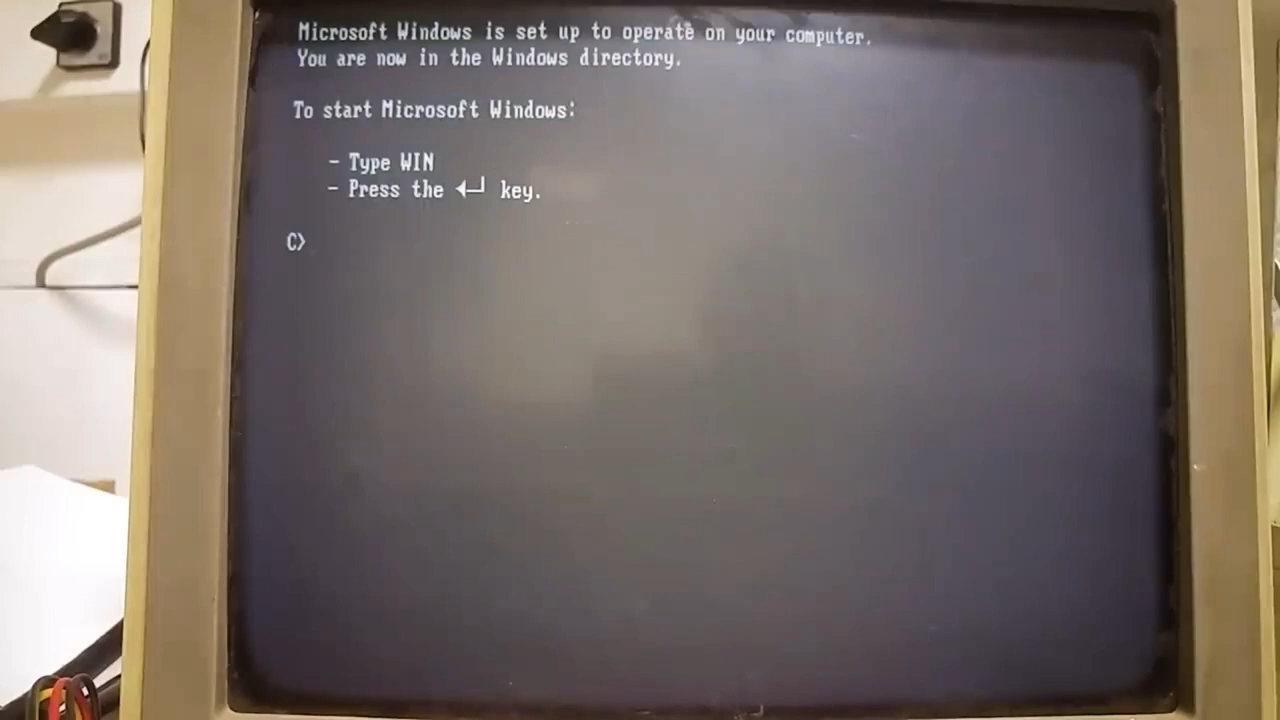 Microsoft Windows is set up to operate on your computer.
You are now in the Windows directory.
To start Microsoft Windows:
- Type WIN
- Press the ◄┘ key.
C>